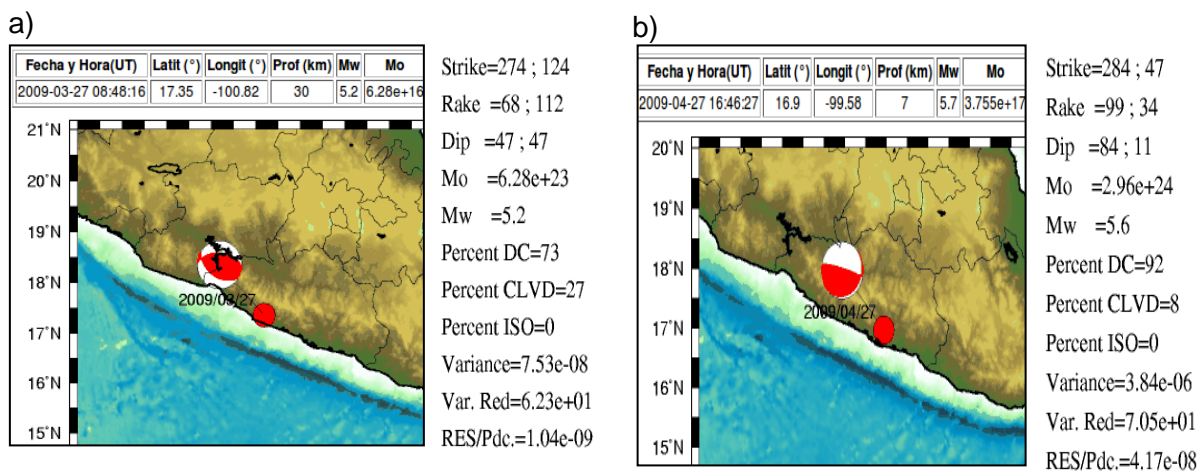 a)
Fecha y Hora(UT) Latit (°) Longit (°) Prof (km) Mw Mo
2009-03-27 08:48:16 17.35 -100.82 30 5.2 6.28e+16
21°N
20°N
19°N
18°N
17°N
16°N
15°N
2009/03/27
Strike=274 ; 124
Rake =68 ; 112
Dip =47 ; 47
Mo =6.28e+23
Mw =5.2
Percent DC=73
Percent CLVD=27
Percent ISO=0
Variance=7.53e-08
Var. Red=6.23e+01
RES/Pdc.=1.04e-09
b)
Fecha y Hora(UT) Latit (°) Longit (°) Prof (km) Mw Mo
2009-04-27 16:46:27 16.9 -99.58 7 5.7 3.755e+17
20°N
19°N
18°N
17°N
16°N
15°N
2009/04/27
Strike=284 ; 47
Rake =99 ; 34
Dip =84 ; 11
Mo =2.96e+24
Mw =5.6
Percent DC=92
Percent CLVD=8
Percent ISO=0
Variance=3.84e-06
Var. Red=7.05e+01
RES/Pdc.=4.17e-08